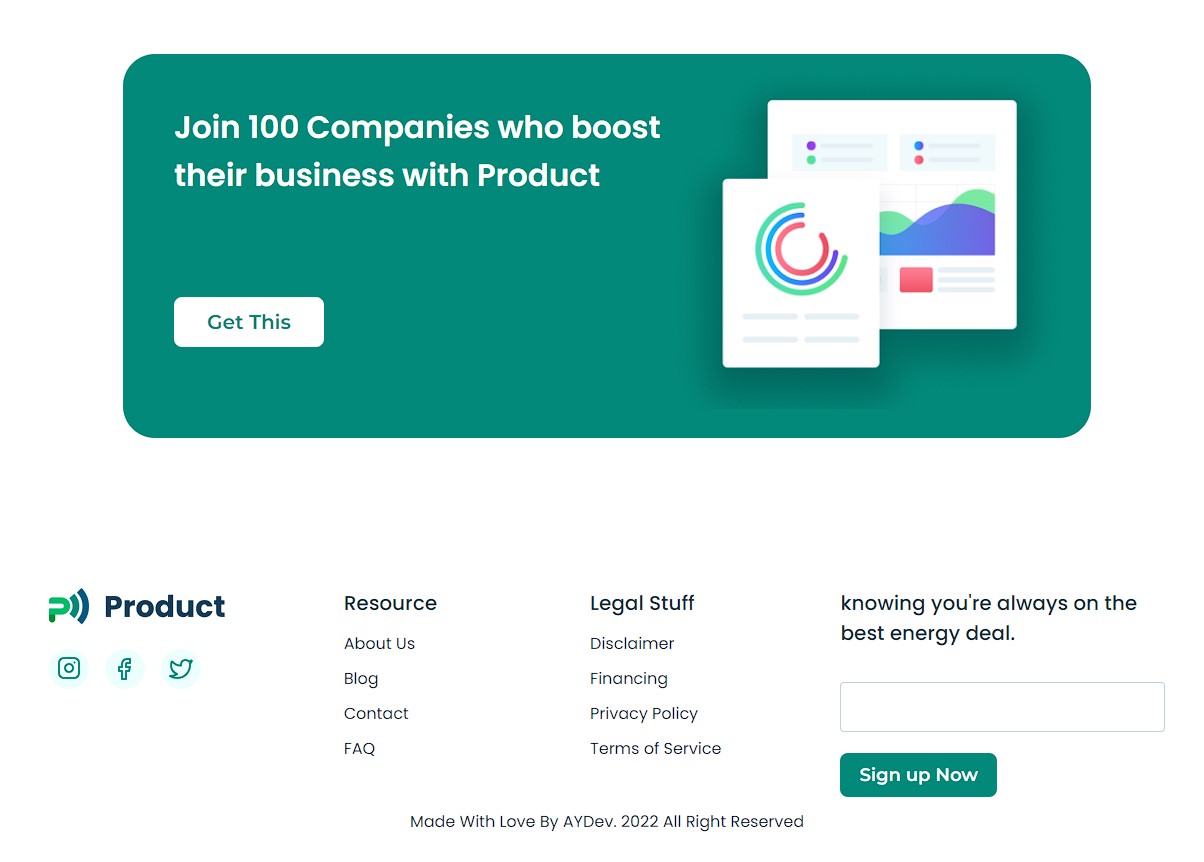 Join 100 Companies who boost
their business with Product
Get This
Product
Resource
About Us
Blog
Contact
FAQ
Legal Stuff
Disclaimer
Financing
Privacy Policy
Terms of Service
knowing you're always on the
best energy deal.
Sign up Now
Made With Love By AYDev. 2022 All Right Reserved